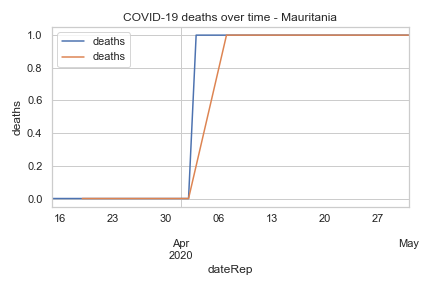 COVID-19 deaths over time - Mauritania
deaths
deaths
1.0
0.8
0.6
0.4
0.2
0.0
deaths
16 23 30 06 13 20 27
Apr May
2020
dateRep